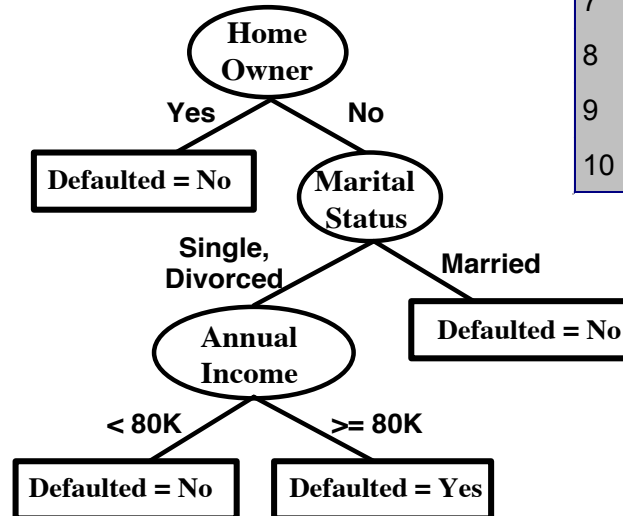 Home
Owner
Yes
No
Defaulted = No
Marital
Status
Single,
Divorced
Married
Annual
Income
Defaulted = No
< 80K
>= 80K
Defaulted = No
Defaulted = Yes
7
8
9
10